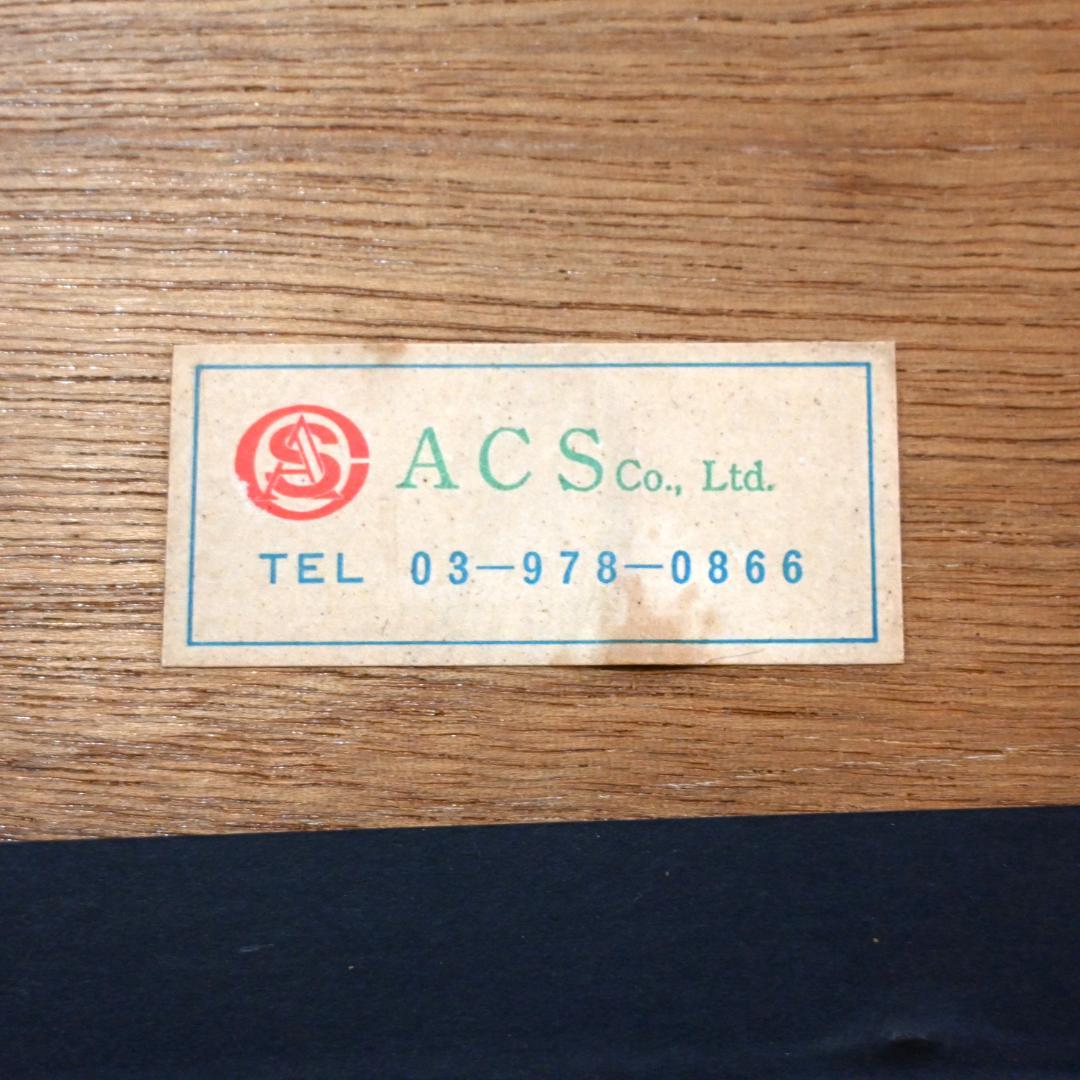 ACS Co., Ltd.
TEL 03-978-0866